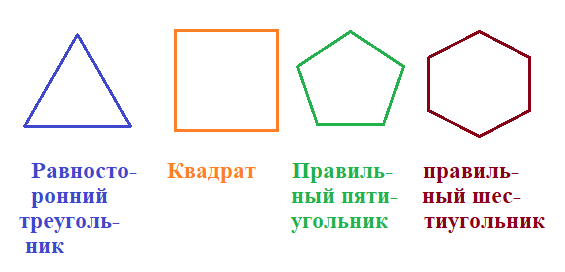 Равносто-
ронний
треуголь-
ник
Квадрат
Правиль-
ный пяти-
угольник
правиль-
ный шес-
тиугольник